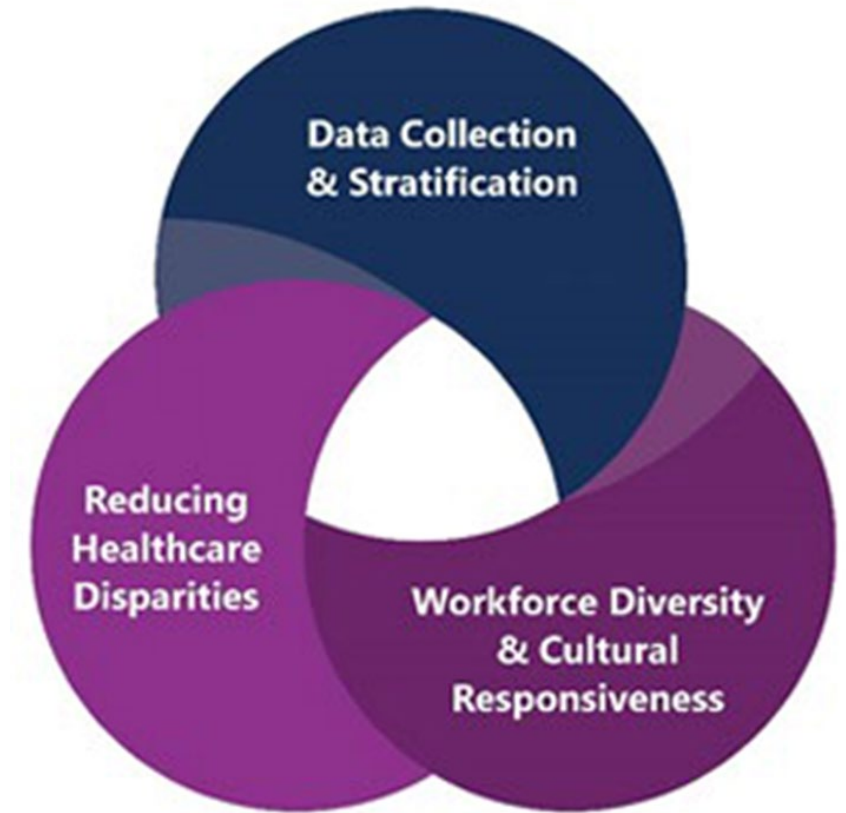 Data Collection
& Stratification
Reducing
Healthcare
Disparities
Workforce Diversity
& Cultural
Responsiveness